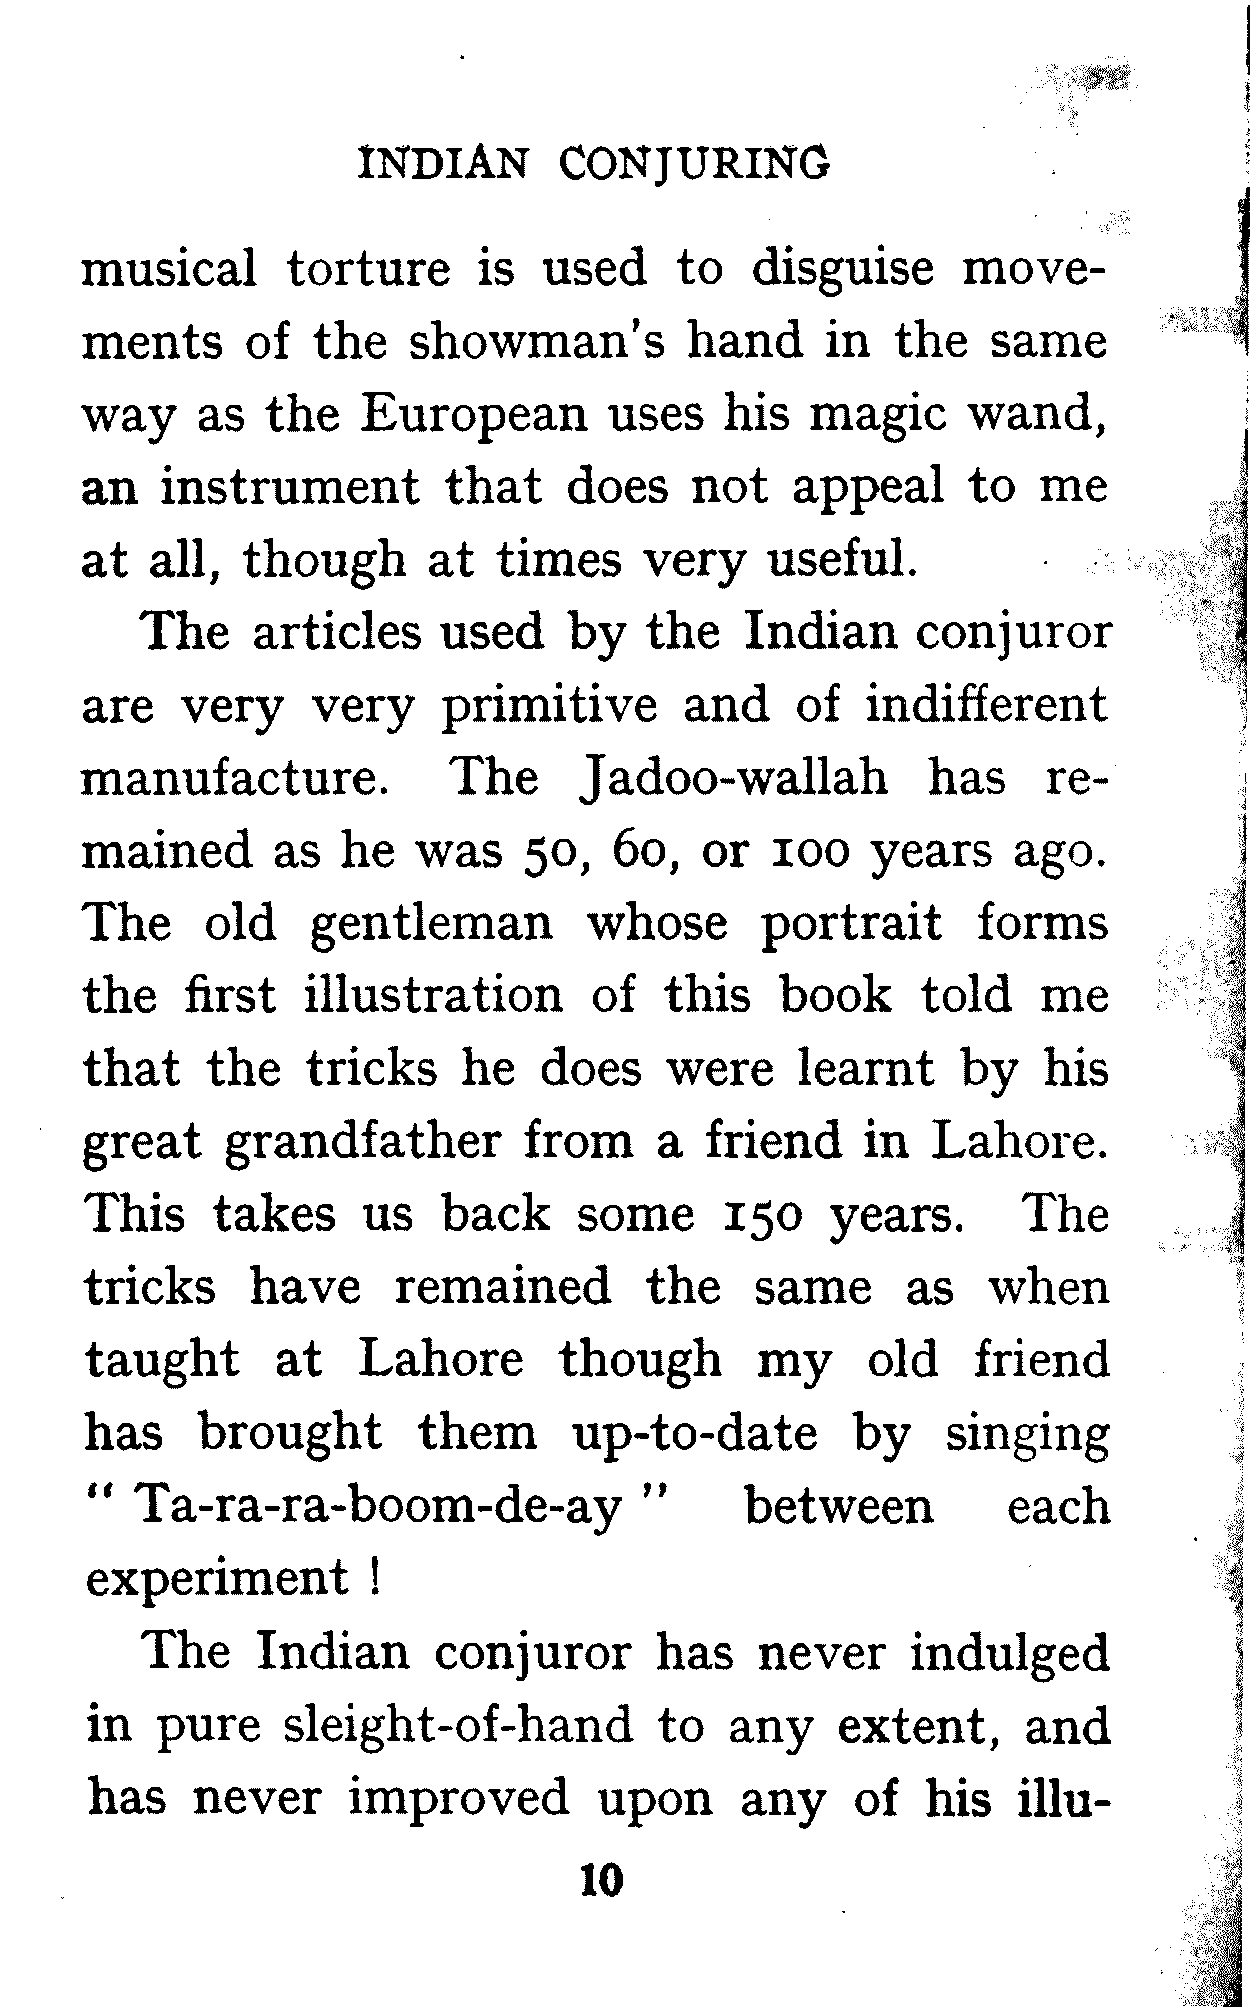 INDIAN CONJURING
musical torture is used to disguise move-
ments of the showman's hand in the same
way as the European uses his magic wand,
an instrument that does not appeal to me
at all, though at times very useful.
The articles used by the Indian conjuror
are very very primitive and of indifferent
manufacture. The Jadoo-wallah has re-
mained as he was 50, 60, or 100 years ago.
The old gentleman whose portrait forms
the first illustration of this book told me
that the tricks he does were learnt by his
great grandfather from a friend in Lahore.
This takes us back some 150 years. The
tricks have remained the same as when
taught at Lahore though my old friend
has brought them up-to-date by singing
" Ta-ra-ra-boom-de-ay " between each
experiment !
The Indian conjuror has never indulged
in pure sleight-of-hand to any extent, and
has never improved upon any of his illu-
10